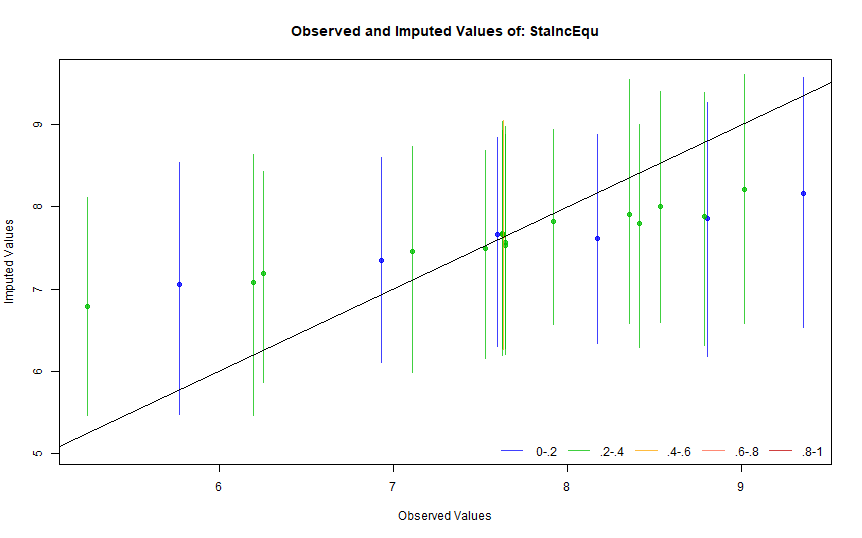 Observed and Imputed Values of: StaIncEqu
Imputed Values
9
8
7
6
5
0-.2 .2-.4 .4-.6 .6-.8 .8-1
6 7 8 9
Observed Values